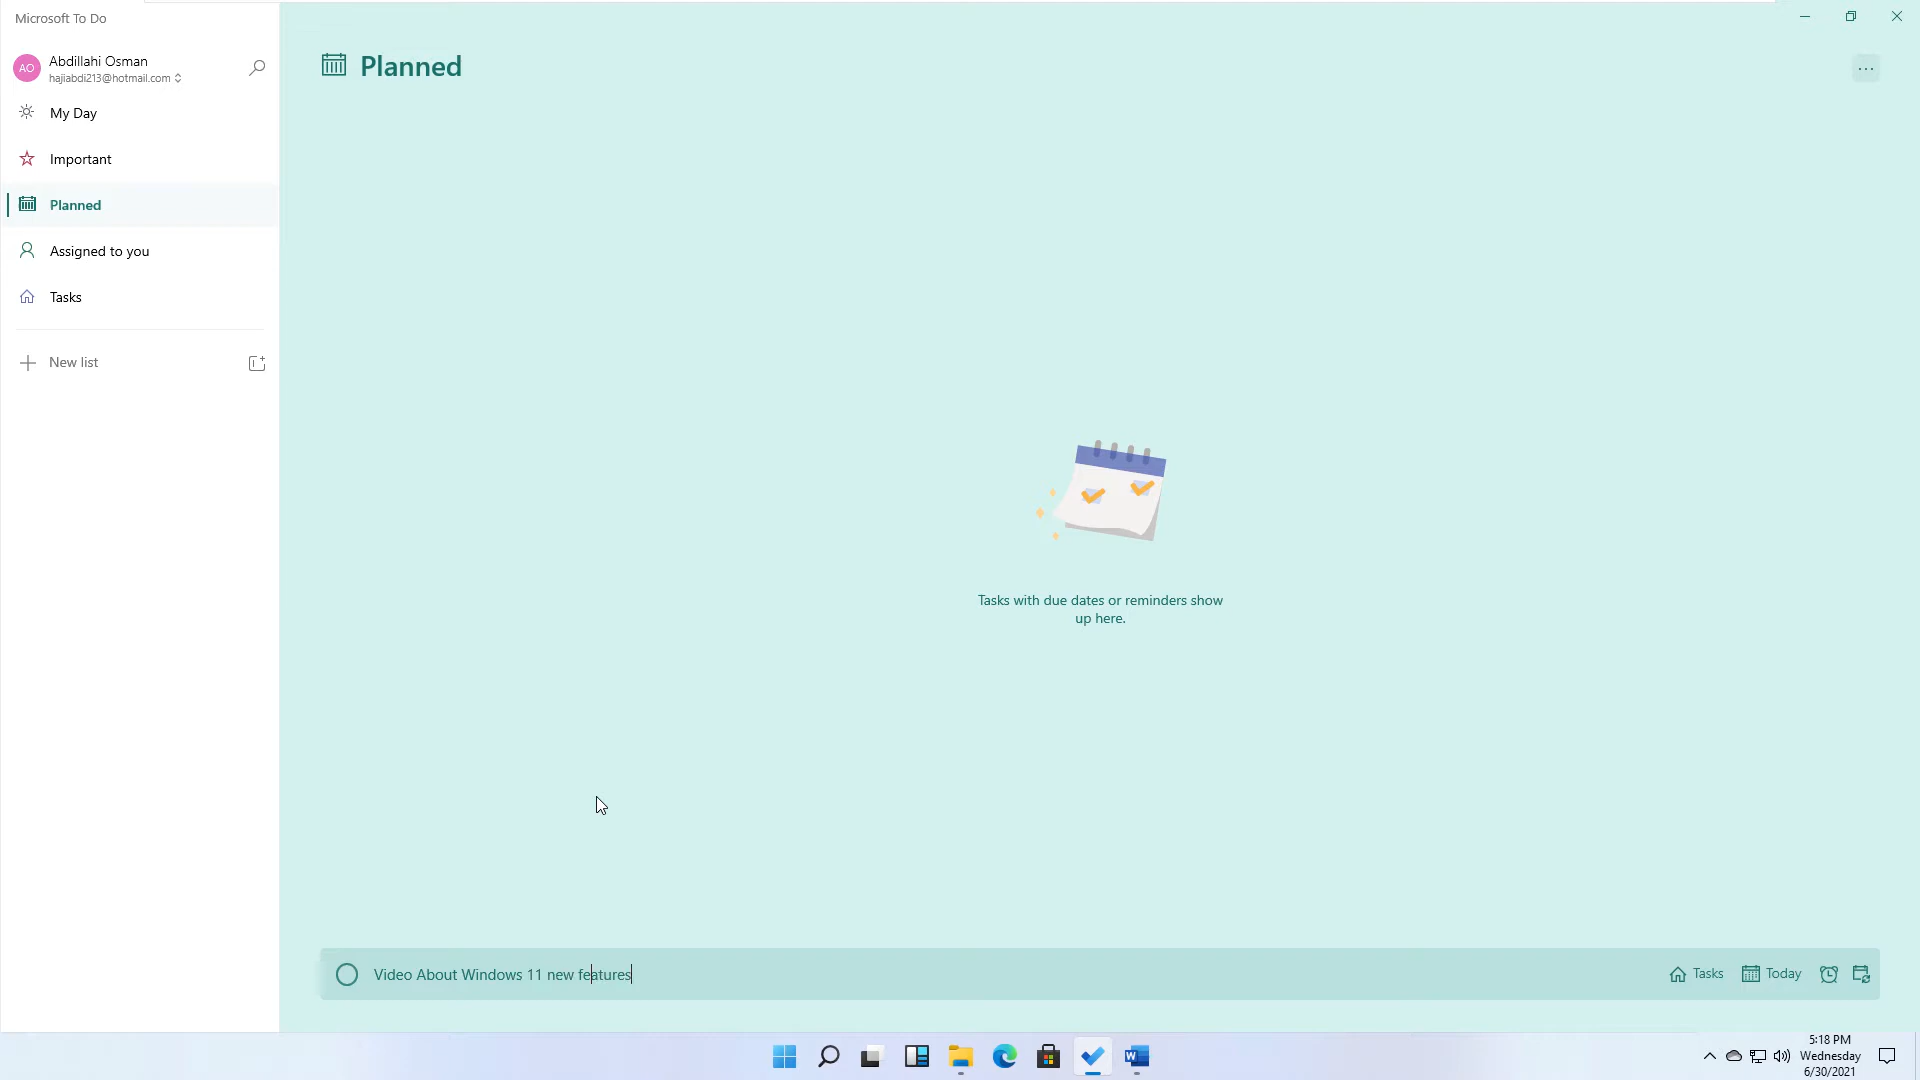 Microsoft To Do
AO
Abdillahi Osman
hajiabdi213@hotmail.com
My Day
Important
Planned
Assigned to you
Tasks
New list
Planned
Tasks with due dates or reminders show
up here.
Video About Windows 11 new features
Tasks
Today
5:18 PM
Wednesday
6/30/2021